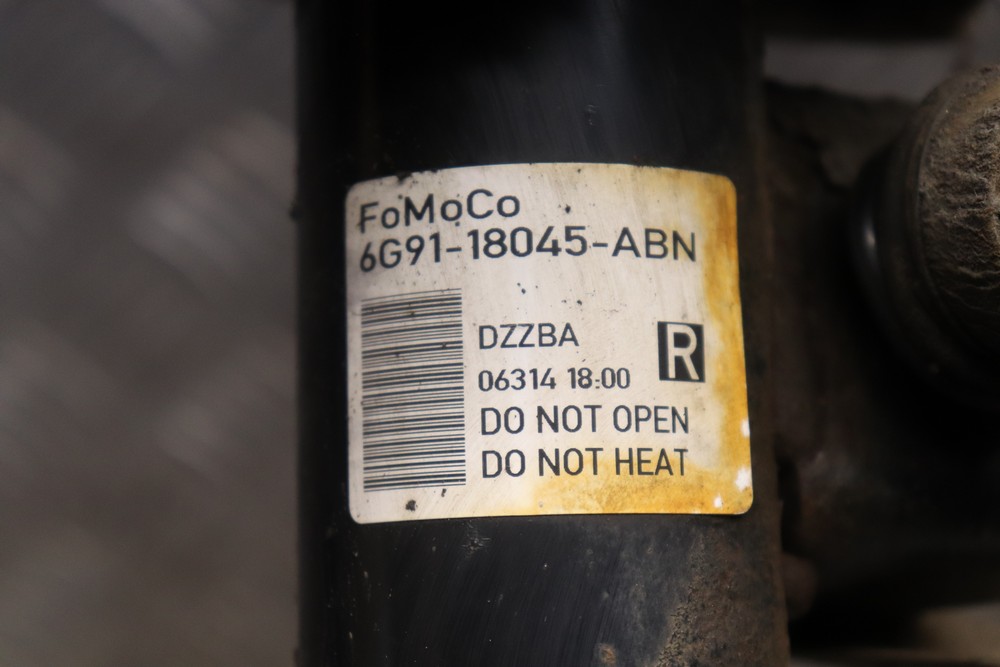 FoMoCo
6G91-18045-ABN
DZZBA
R
06314 18:00
DO NOT OPEN
DO NOT HEAT